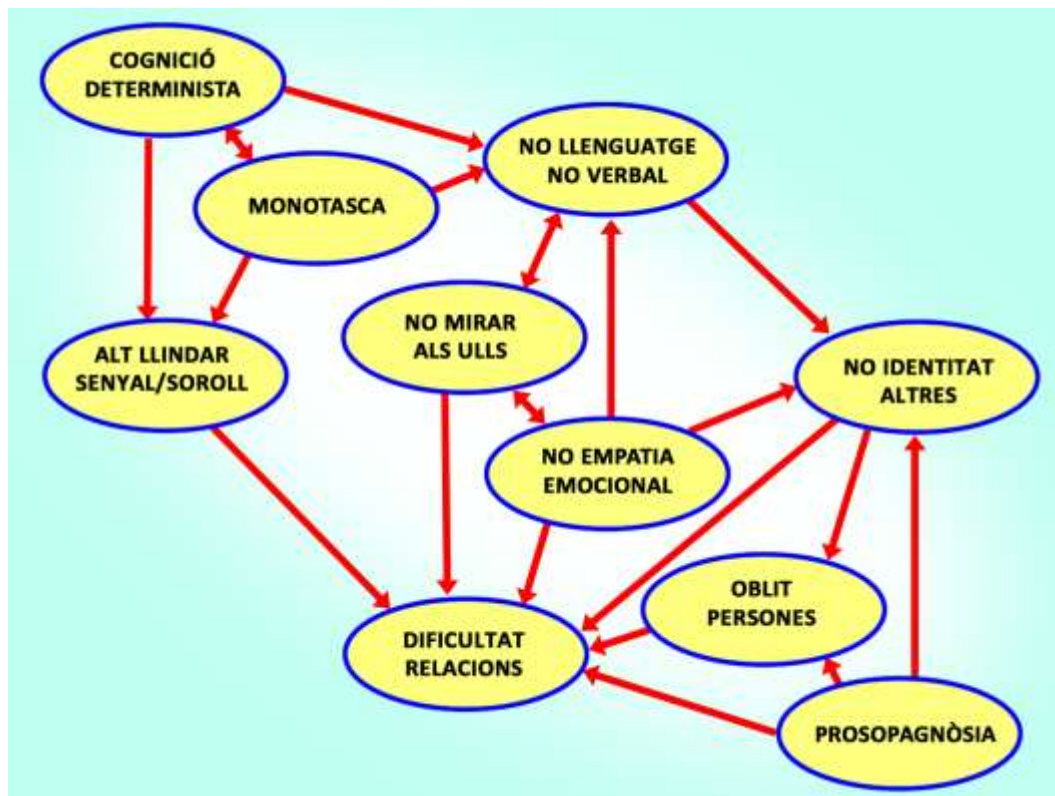 COGNICIÓ
DETERMINISTA
NO LLENGUATGE
NO VERBAL
MONOTASCA
NO MIRAR
ALS ULLS
ALT LLINDAR
SENYAL/SOROLL
NO IDENTITAT
ALTRES
NO EMPATIA
EMOCIONAL
OBLIT
PERSONES
DIFICULTAT
RELACIONS
PROSOPAGNÒSIA